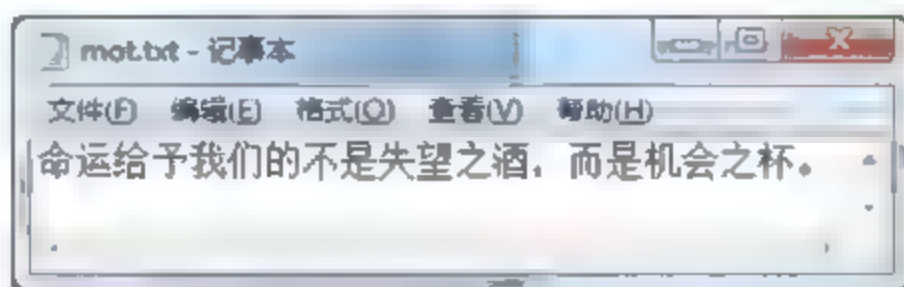 mot.txt - 记事本
文件(F) 编辑(E) 格式(O) 查看(V) 帮助(H)
命运给予我们的不是失望之酒，而是机会之杯。